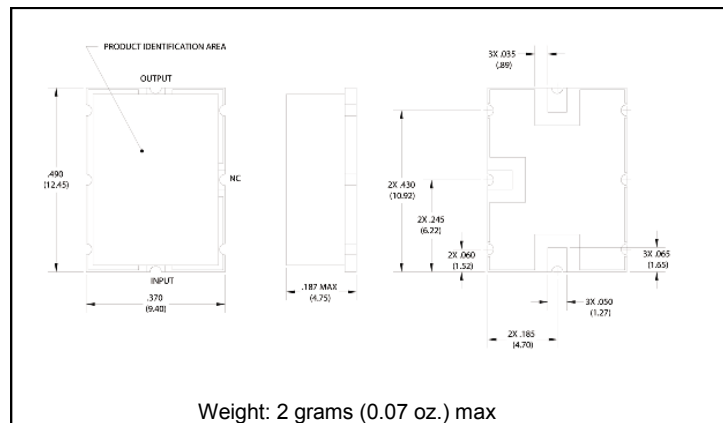 PRODUCT IDENTIFICATION AREA
OUTPUT
.490
(12.45)
NC
INPUT
.370
(9.40)
.187 MAX
(4.75)
3X .035
(.89)
2X .430
(10.92)
2X .245
(6.22)
2X .060
(1.52)
3X .065
(1.65)
3X .050
(1.27)
2X .185
(4.70)
Weight: 2 grams (0.07 oz.) max